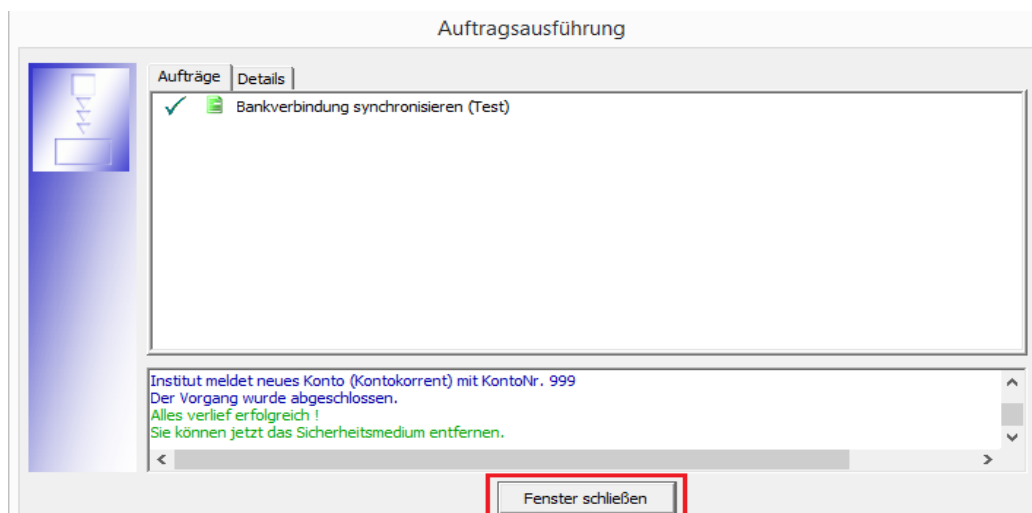 Auftragsausführung
Aufträge Details
Bankverbindung synchronisieren (Test)
Institut meldet neues Konto (Kontokorrent) mit KontoNr. 999
Der Vorgang wurde abgeschlossen.
Alles verlief erfolgreich !
Sie können jetzt das Sicherheitsmedium entfernen.
Fenster schließen